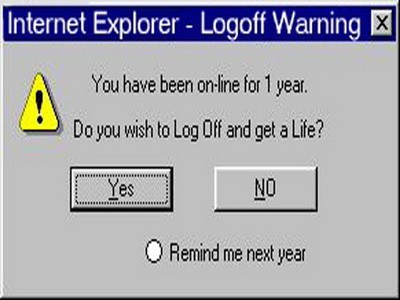 Internet Explorer - Logoff Warning
You have been on-line for 1 year.
Do you wish to Log Off and get a Life?
Yes
NO
Remind me next year